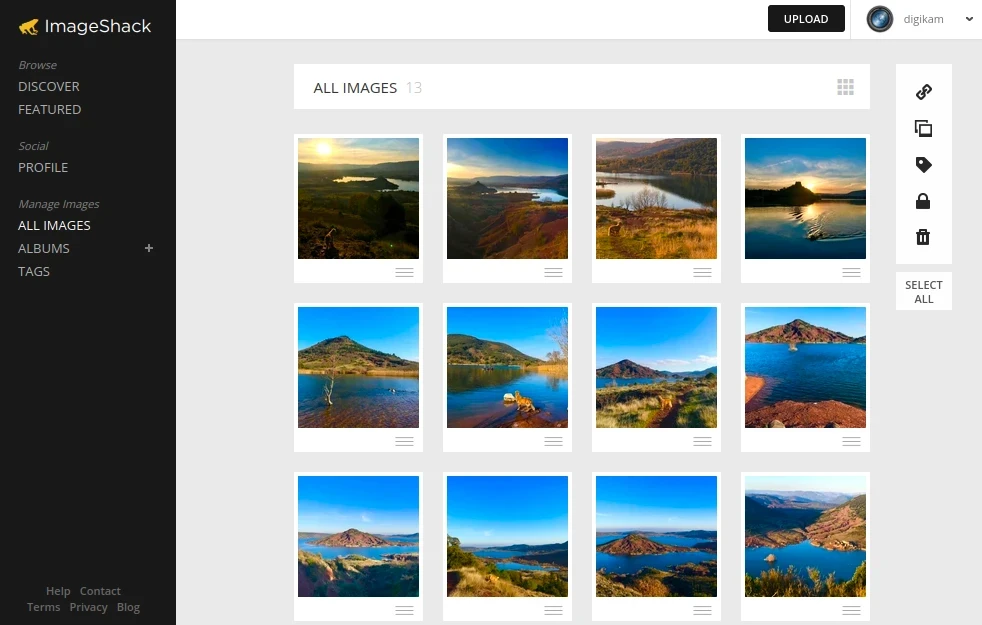 ImageShack
Browse
DISCOVER
FEATURED
Social
PROFILE
Manage Images
ALL IMAGES
ALBUMS +
TAGS
Help Contact
Terms Privacy Blog
UPLOAD
digikam
ALL IMAGES 13
SELECT
ALL